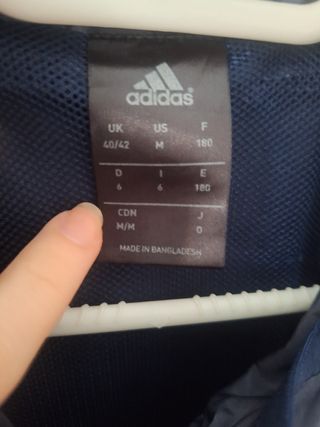 adidas
UK US F
40/42 M 180
D I E
6 6 180
CDN J
M/M O
MADE IN BANGLADESH